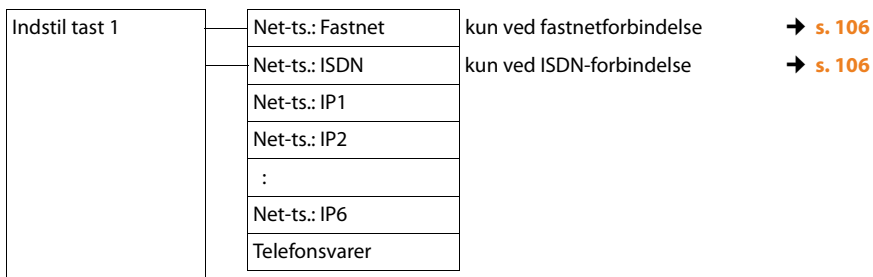 Indstil tast 1 Net-ts.: Fastnet kun ved fastnetforbindelse ➔ s. 106
Net-ts.: ISDN kun ved ISDN-forbindelse ➔ s. 106
Net-ts.: IP1
Net-ts.: IP2
:
Net-ts.: IP6
Telefonsvarer